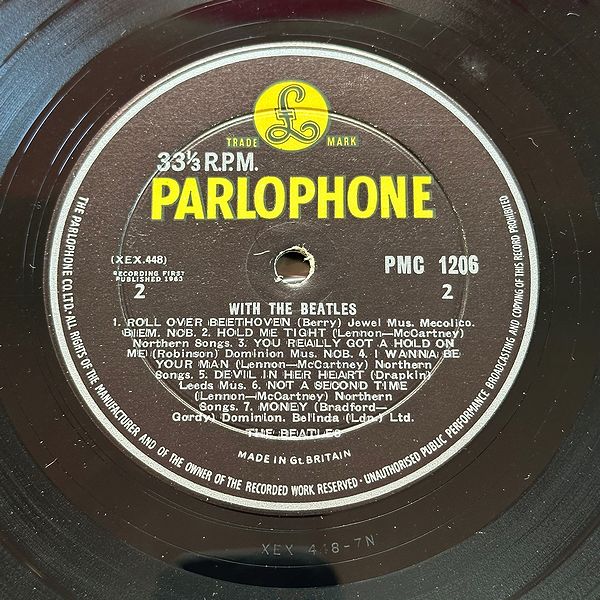 £
TRADE MARK
33⅓ R.P.M.
PARLOPHONE
(XEX.448)
PMC 1206
RECORDING FIRST
PUBLISHED 1963
2
2
WITH THE BEATLES
1. ROLL OVER BEETHOVEN (Berry) Jewel Mus. Mecolico.
BIEM, NCB. 2. HOLD ME TIGHT (Lennon—McCartney)
Northern Songs. 3. YOU REALLY GOT A HOLD ON
ME (Robinson) Dominion Mus. NCB. 4. I WANNA BE
YOUR MAN (Lennon—McCartney) Northern
Songs. 5. DEVIL IN HER HEART (Drapkin)
Leeds Mus. 6. NOT A SECOND TIME
(Lennon—McCartney) Northern
Songs. 7. MONEY (Bradford—
Gordy) Dominion. Belinda (Ldn.) Ltd.
THE BEATLES
MADE IN Gt. BRITAIN
THE PARLOPHONE CO. LTD. ALL RIGHTS OF THE MANUFACTURER AND OF THE OWNER OF THE RECORDED WORK RESERVED · UNAUTHORISED PUBLIC PERFORMANCE BROADCASTING AND COPYING OF THIS RECORD PROHIBITED
XEX 448-7N